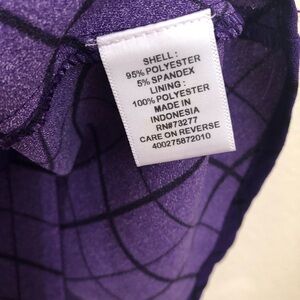 SHELL :
95% POLYESTER
5% SPANDEX
LINING :
100% POLYESTER
MADE IN
INDONESIA
RN#73277
CARE ON REVERSE
400275872010